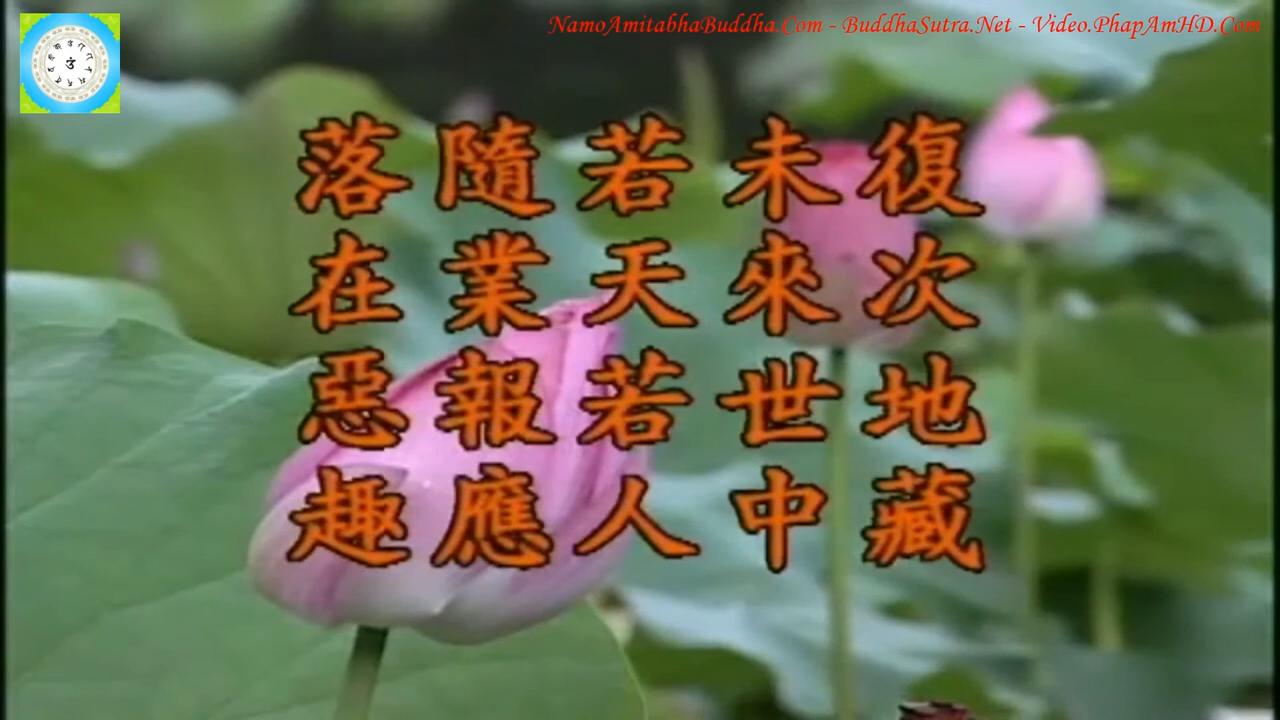 NamoAmitabhaBuddha.Com - BuddhaSutra.Net - Video.PhapAmHD.Com
復次地藏
未來世中
若天若人
隨業報應
落在惡趣